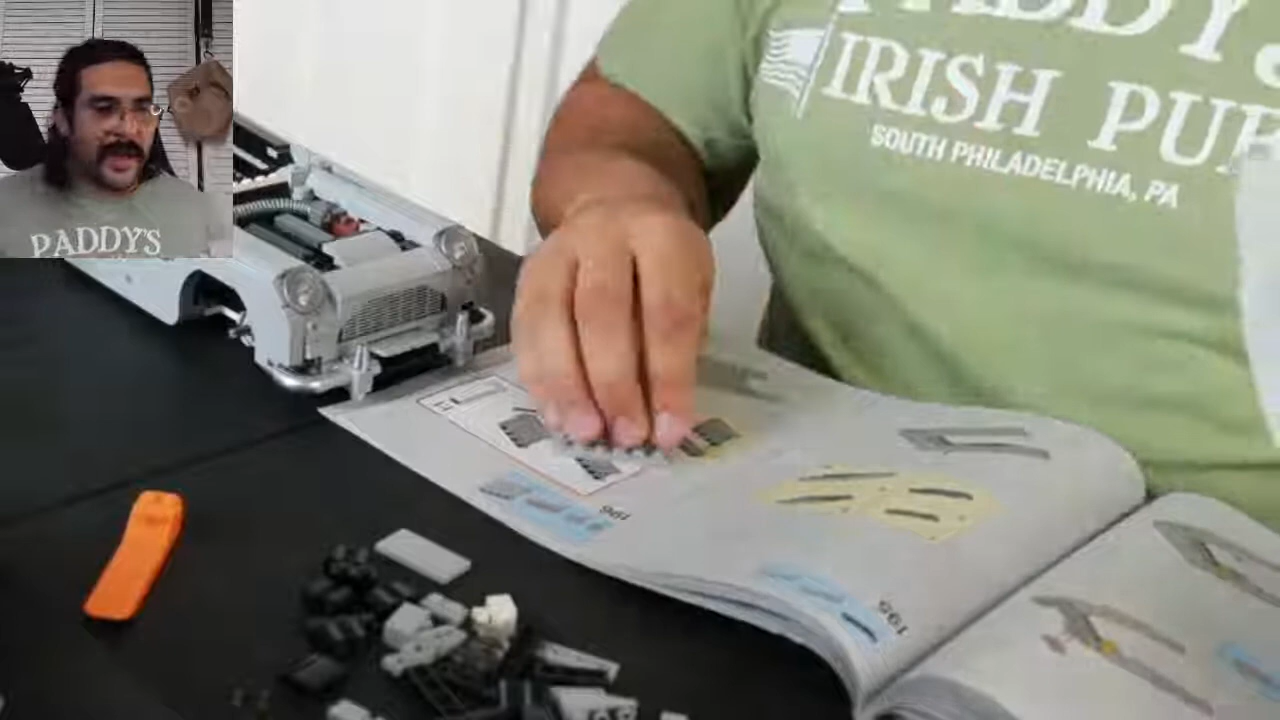 PADDY'S
PADDY'S
IRISH PUB
SOUTH PHILADELPHIA, PA
196
195